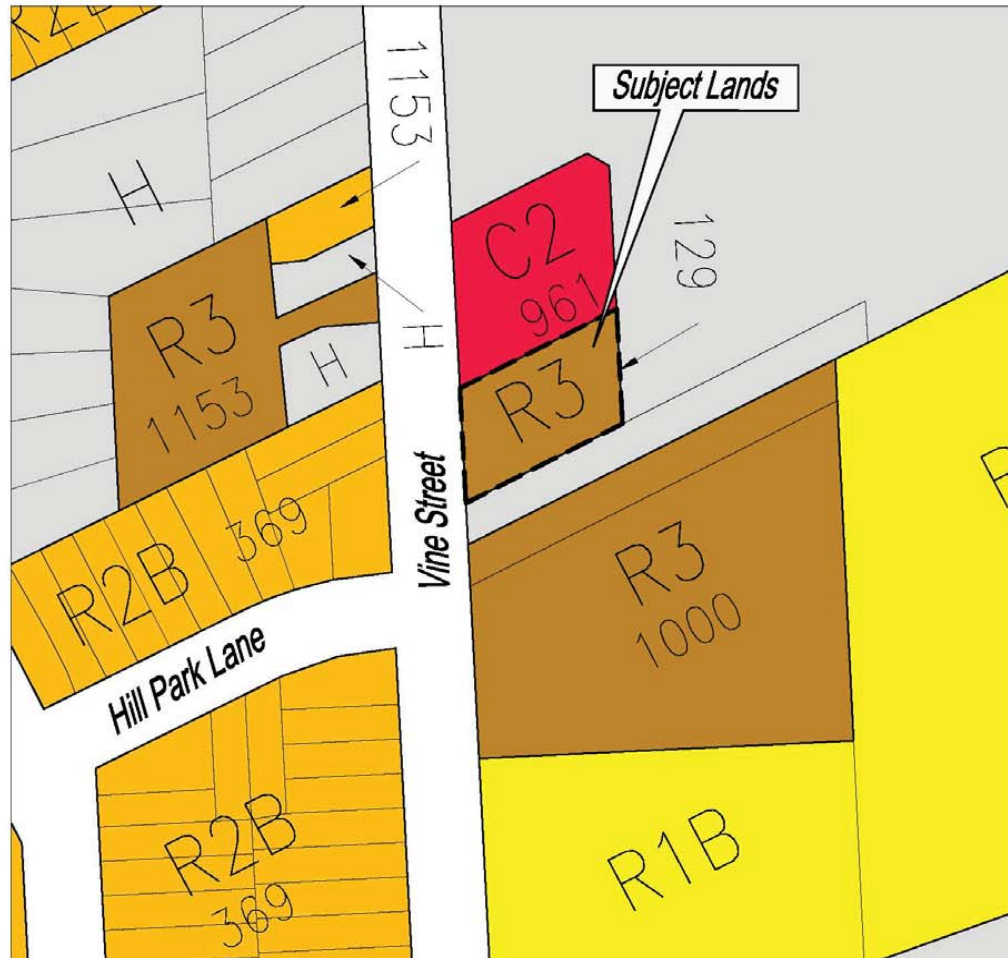 R2B
1153
Subject Lands
H
C2
961
129
R3
1153
H
H
R3
Vine Street
R2B
369
R3
1000
Hill Park Lane
R2B
369
R1B